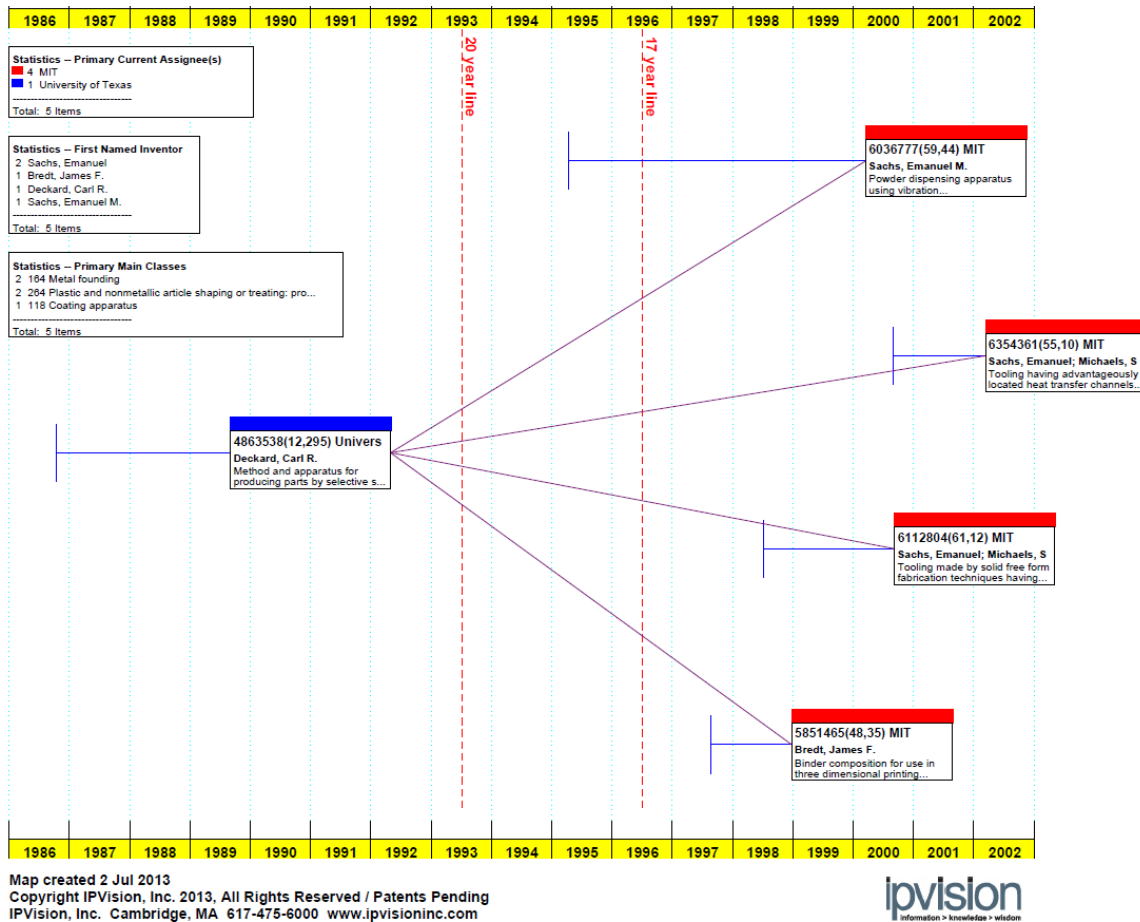 1986 1987 1988 1989 1990 1991 1992 1993 1994 1995 1996 1997 1998 1999 2000 2001 2002
20 year line
17 year line
Statistics -- Primary Current Assignee(s)
4 MIT
1 University of Texas
---------------------------------
Total: 5 Items
Statistics -- First Named Inventor
2 Sachs, Emanuel
1 Bredt, James F.
1 Deckard, Carl R.
1 Sachs, Emanuel M.
---------------------------------
Total: 5 Items
Statistics -- Primary Main Classes
2 164 Metal founding
2 264 Plastic and nonmetallic article shaping or treating: pro...
1 118 Coating apparatus
---------------------------------
Total: 5 Items
6036777(59,44) MIT
Sachs, Emanuel M.
Powder dispensing apparatus
using vibration...
6354361(55,10) MIT
Sachs, Emanuel; Michaels, S
Tooling having advantageously
located heat transfer channels...
4863538(12,295) Univers
Deckard, Carl R.
Method and apparatus for
producing parts by selective s...
6112804(61,12) MIT
Sachs, Emanuel; Michaels, S
Tooling made by solid free form
fabrication techniques having...
5851465(48,35) MIT
Bredt, James F.
Binder composition for use in
three dimensional printing...
1986 1987 1988 1989 1990 1991 1992 1993 1994 1995 1996 1997 1998 1999 2000 2001 2002
Map created 2 Jul 2013
Copyright IPVision, Inc. 2013, All Rights Reserved / Patents Pending
IPVision, Inc. Cambridge, MA 617-475-6000 www.ipvisioninc.com
ipvision
information > knowledge > wisdom